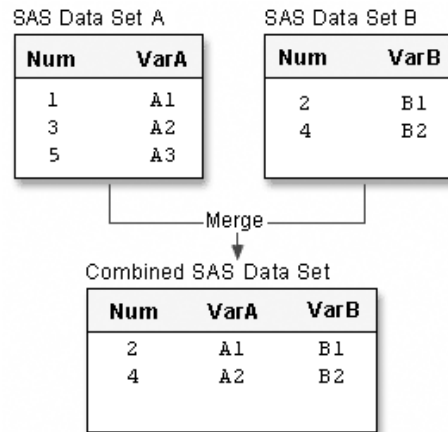 SAS Data Set A
Num VarA
1 A1
3 A2
5 A3
SAS Data Set B
Num VarB
2 B1
4 B2
Merge
Combined SAS Data Set
Num VarA VarB
2 A1 B1
4 A2 B2